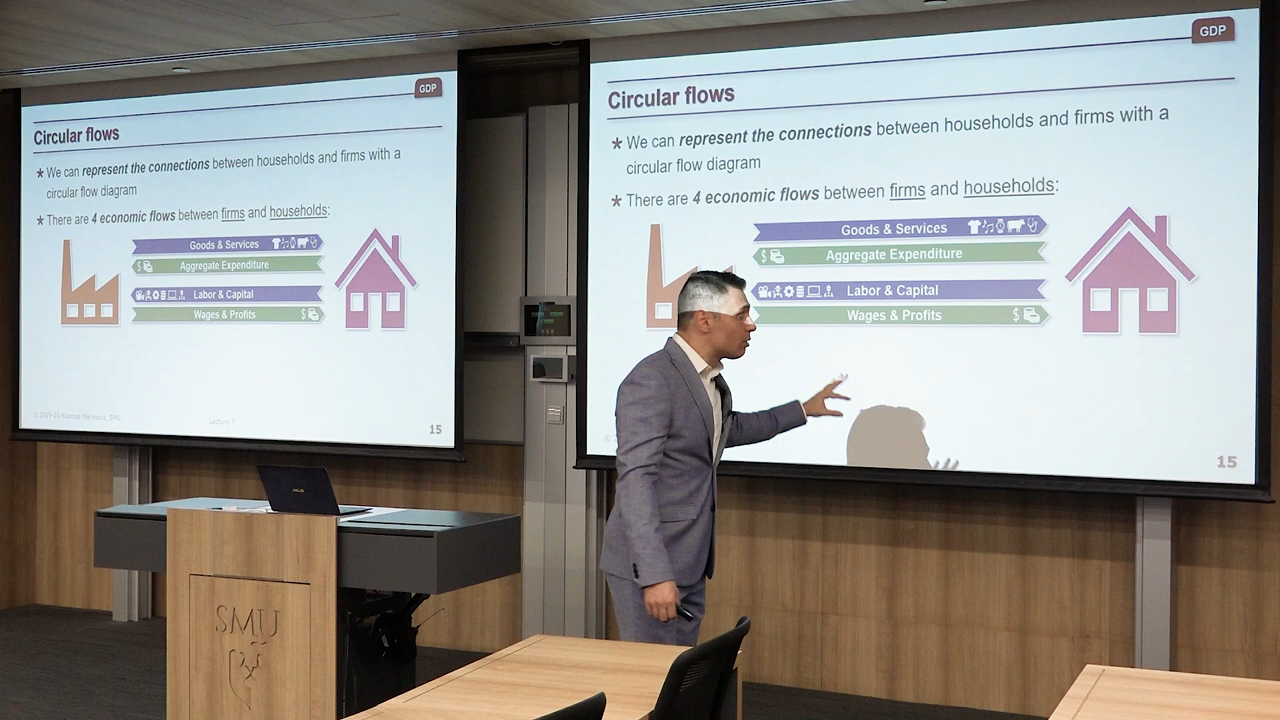 GDP
Circular flows
* We can represent the connections between households and firms with a
circular flow diagram
* There are 4 economic flows between firms and households:
Goods & Services
$ Aggregate Expenditure
Labor & Capital
Wages & Profits $
Lecture 7
15
GDP
Circular flows
* We can represent the connections between households and firms with a
circular flow diagram
* There are 4 economic flows between firms and households:
Goods & Services
$ Aggregate Expenditure
Labor & Capital
Wages & Profits $
15
SMU